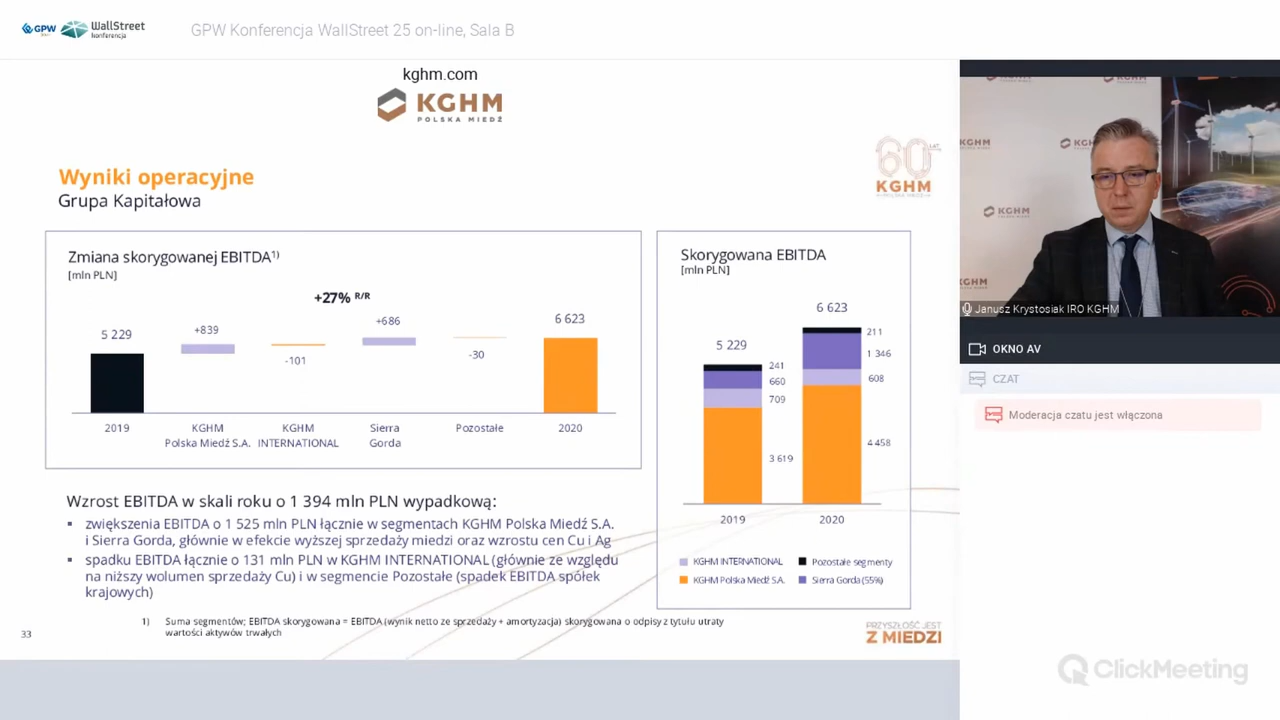 GPW WallStreet konferencja
GPW Konferencja WallStreet 25 on-line, Sala B
kghm.com
KGHM
POLSKA MIEDŹ
60 LAT
KGHM
Wyniki operacyjne
Grupa Kapitałowa
Zmiana skorygowanej EBITDA1)
[mln PLN]
+27% R/R
5 229
+839
-101
+686
-30
6 623
2019
KGHM
Polska Miedź S.A.
KGHM
INTERNATIONAL
Sierra
Gorda
Pozostałe
2020
Skorygowana EBITDA
[mln PLN]
5 229
241
660
709
3 619
6 623
211
1 346
608
4 458
2019
2020
KGHM INTERNATIONAL
Pozostałe segmenty
KGHM Polska Miedź S.A.
Sierra Gorda (55%)
Wzrost EBITDA w skali roku o 1 394 mln PLN wypadkową:
▪ zwiększenia EBITDA o 1 525 mln PLN łącznie w segmentach KGHM Polska Miedź S.A.
i Sierra Gorda, głównie w efekcie wyższej sprzedaży miedzi oraz wzrostu cen Cu i Ag
▪ spadku EBITDA łącznie o 131 mln PLN w KGHM INTERNATIONAL (głównie ze względu
na niższy wolumen sprzedaży Cu) i w segmencie Pozostałe (spadek EBITDA spółek
krajowych)
1) Suma segmentów; EBITDA skorygowana = EBITDA (wynik netto ze sprzedaży + amortyzacja) skorygowana o odpisy z tytułu utraty
wartości aktywów trwałych
33
PRZYSZŁOŚĆ JEST
Z MIEDZI
KGHM
KGHM
KGHM
KGHM
Janusz Krystosiak IRO KGHM
OKNO AV
CZAT
Moderacja czatu jest włączona
ClickMeeting